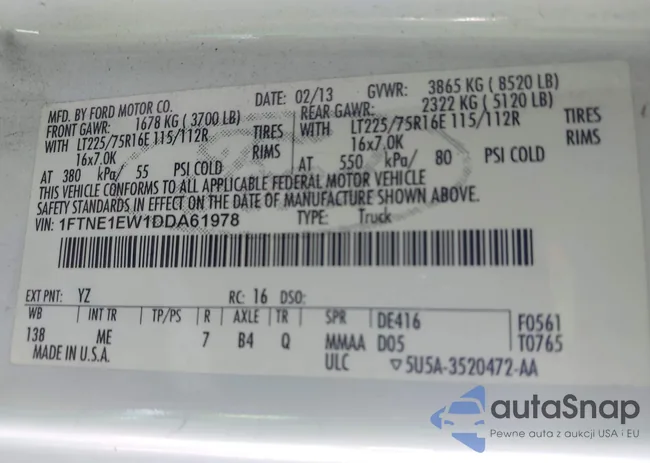 MFD. BY FORD MOTOR CO. DATE: 02/13 GVWR: 3865 KG ( 8520 LB)
FRONT GAWR: 1678 KG ( 3700 LB) REAR GAWR: 2322 KG ( 5120 LB)
WITH LT225/75R16E 115/112R TIRES WITH LT225/75R16E 115/112R TIRES
16x7.0K RIMS 16x7.0K RIMS
AT 380 kPa/ 55 PSI COLD AT 550 kPa/ 80 PSI COLD
THIS VEHICLE CONFORMS TO ALL APPLICABLE FEDERAL MOTOR VEHICLE
SAFETY STANDARDS IN EFFECT ON THE DATE OF MANUFACTURE SHOWN ABOVE.
VIN: 1FTNE1EW1DDA61978 TYPE: Truck
EXT PNT: YZ RC: 16 DSO:
WB INT TR TP/PS R AXLE TR SPR DE416 F0561
138 ME 7 B4 Q MMAA D05 T0765
MADE IN U.S.A. ULC ▽5U5A-3520472-AA
autaSnap
Pewne auta z aukcji USA i EU